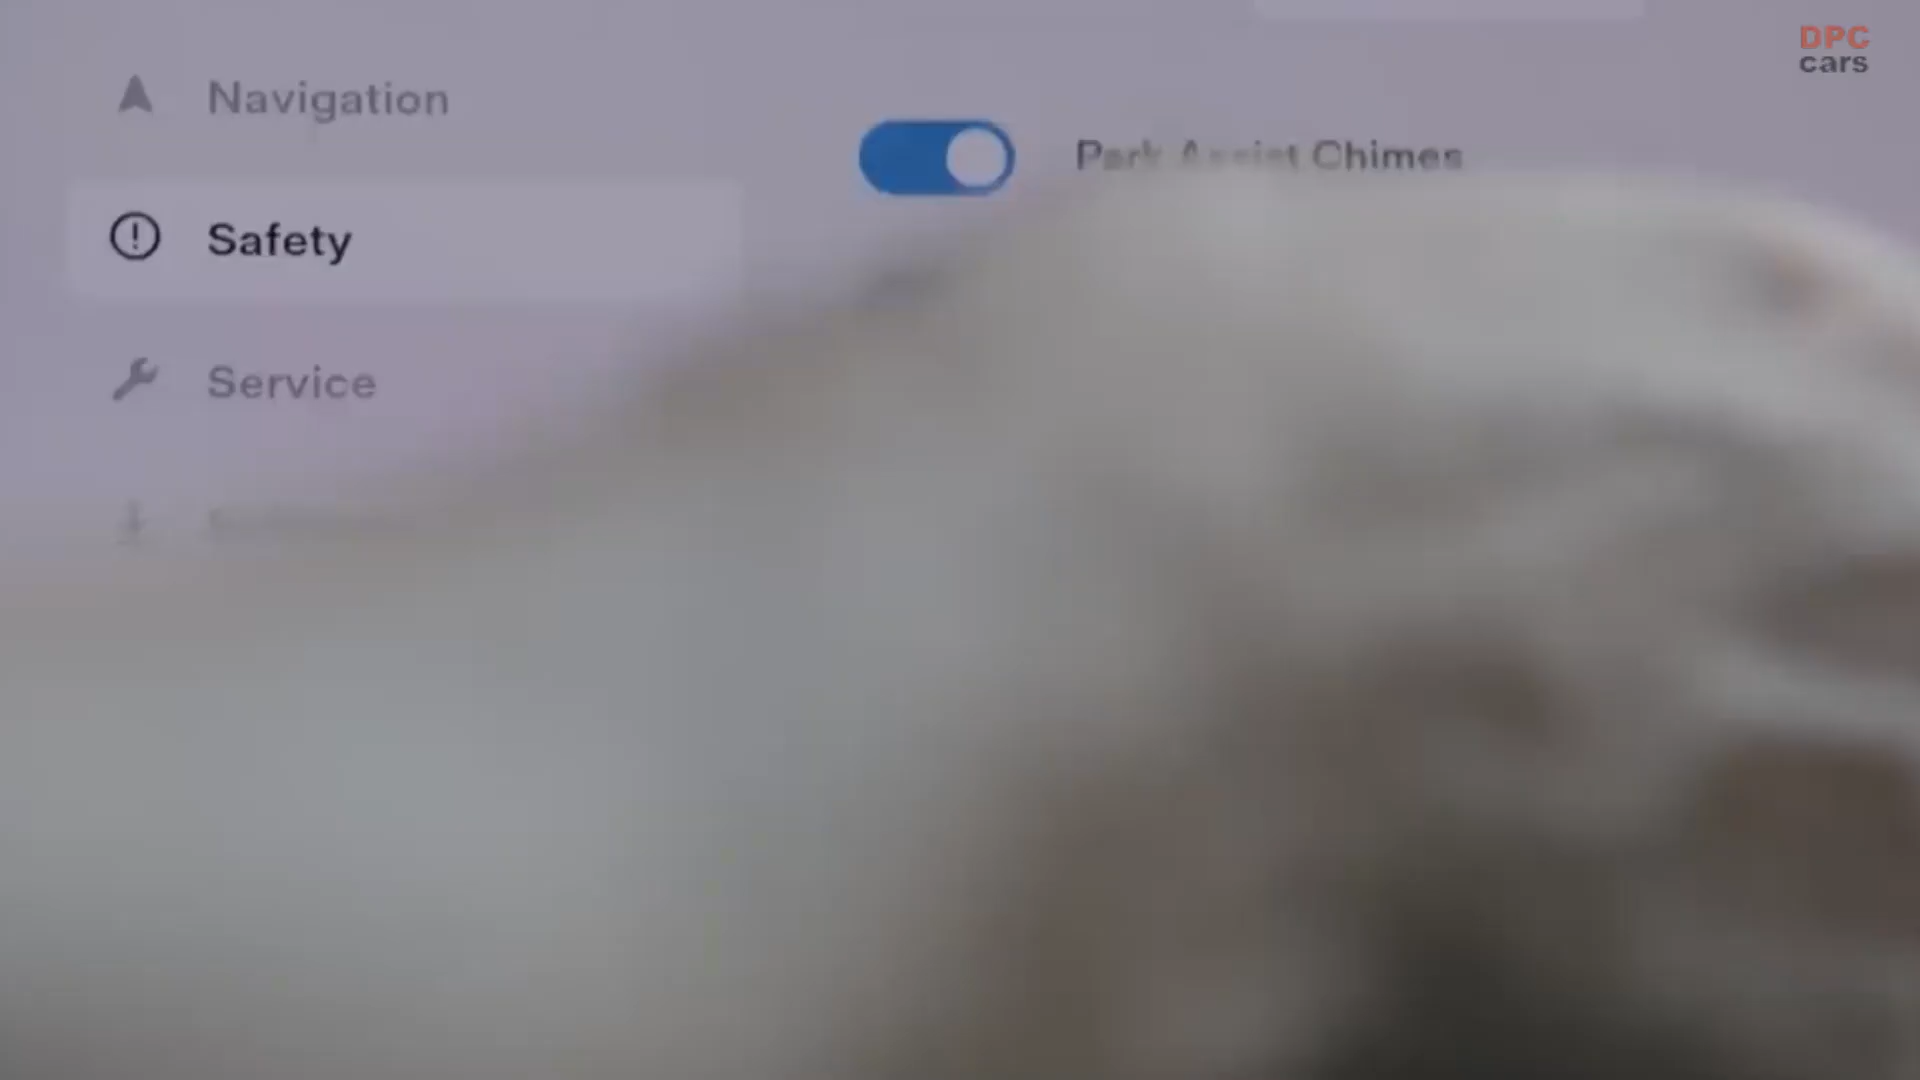 DPC
cars
Navigation
Park Assist Chimes
Safety
Service